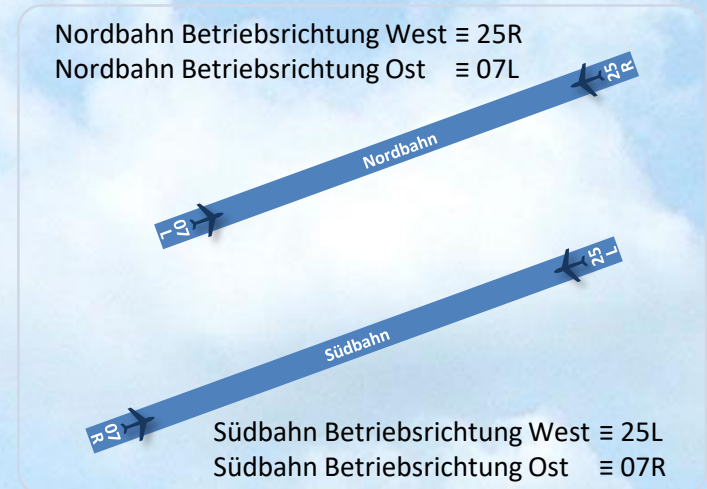 Nordbahn Betriebsrichtung West ≡ 25R
Nordbahn Betriebsrichtung Ost ≡ 07L
25
R
Nordbahn
07
L
25
L
Südbahn
07
R
Südbahn Betriebsrichtung West ≡ 25L
Südbahn Betriebsrichtung Ost ≡ 07R